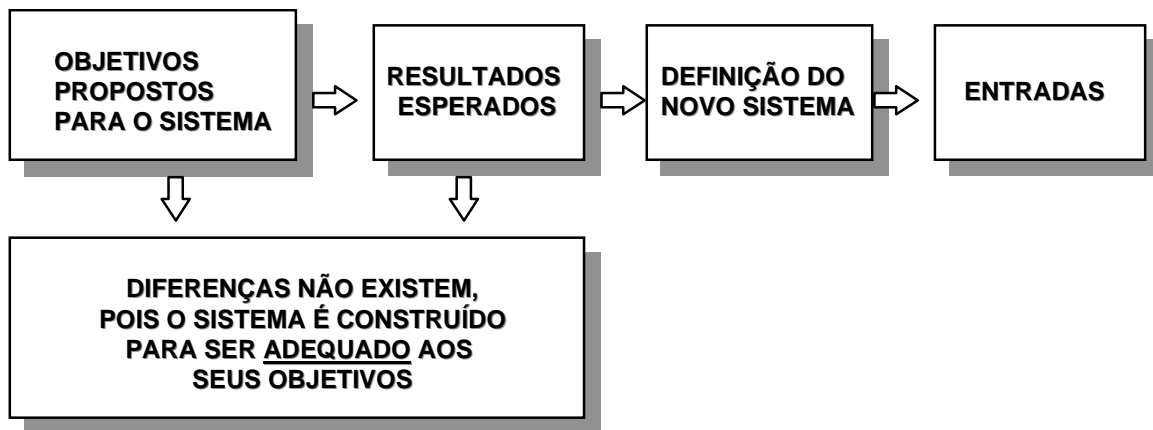 OBJETIVOS
PROPOSTOS
PARA O SISTEMA
RESULTADOS
ESPERADOS
DEFINIÇÃO DO
NOVO SISTEMA
ENTRADAS
DIFERENÇAS NÃO EXISTEM,
POIS O SISTEMA É CONSTRUÍDO
PARA SER ADEQUADO AOS
SEUS OBJETIVOS